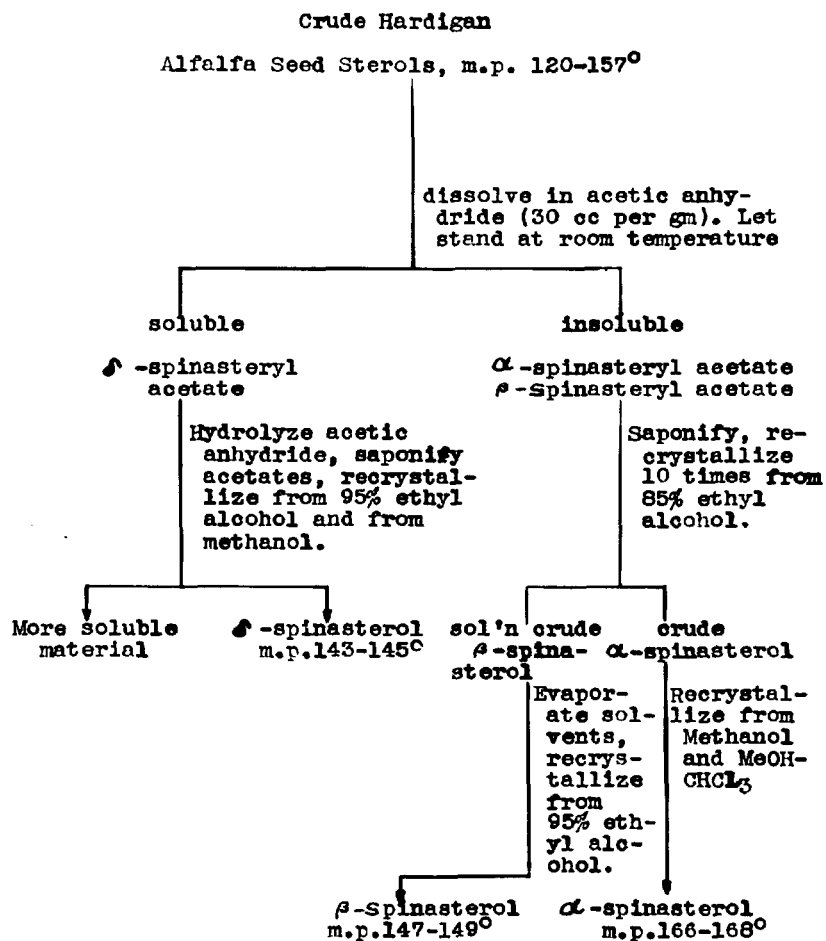 Crude Hardigan
Alfalfa Seed Sterols, m.p. 120-157°
dissolve in acetic anhy-
dride (30 cc per gm). Let
stand at room temperature
soluble
δ-spinasteryl
acetate
insoluble
α-spinasteryl acetate
β-Spinasteryl acetate
Hydrolyze acetic
anhydride, saponify
acetates, recrystal-
lize from 95% ethyl
alcohol and from
methanol.
Saponify, re-
crystallize
10 times from
85% ethyl
alcohol.
More soluble
material
δ-spinasterol
m.p.143-145°
sol'n crude
β-spina-
sterol
crude
α-spinasterol
Evapor-
ate sol-
vents,
recrys-
tallize
from
95% eth-
yl alc-
ohol.
Recrystal-
lize from
Methanol
and MeOH-
CHCl₃
β-Spinasterol
m.p.147-149°
α-spinasterol
m.p.166-168°